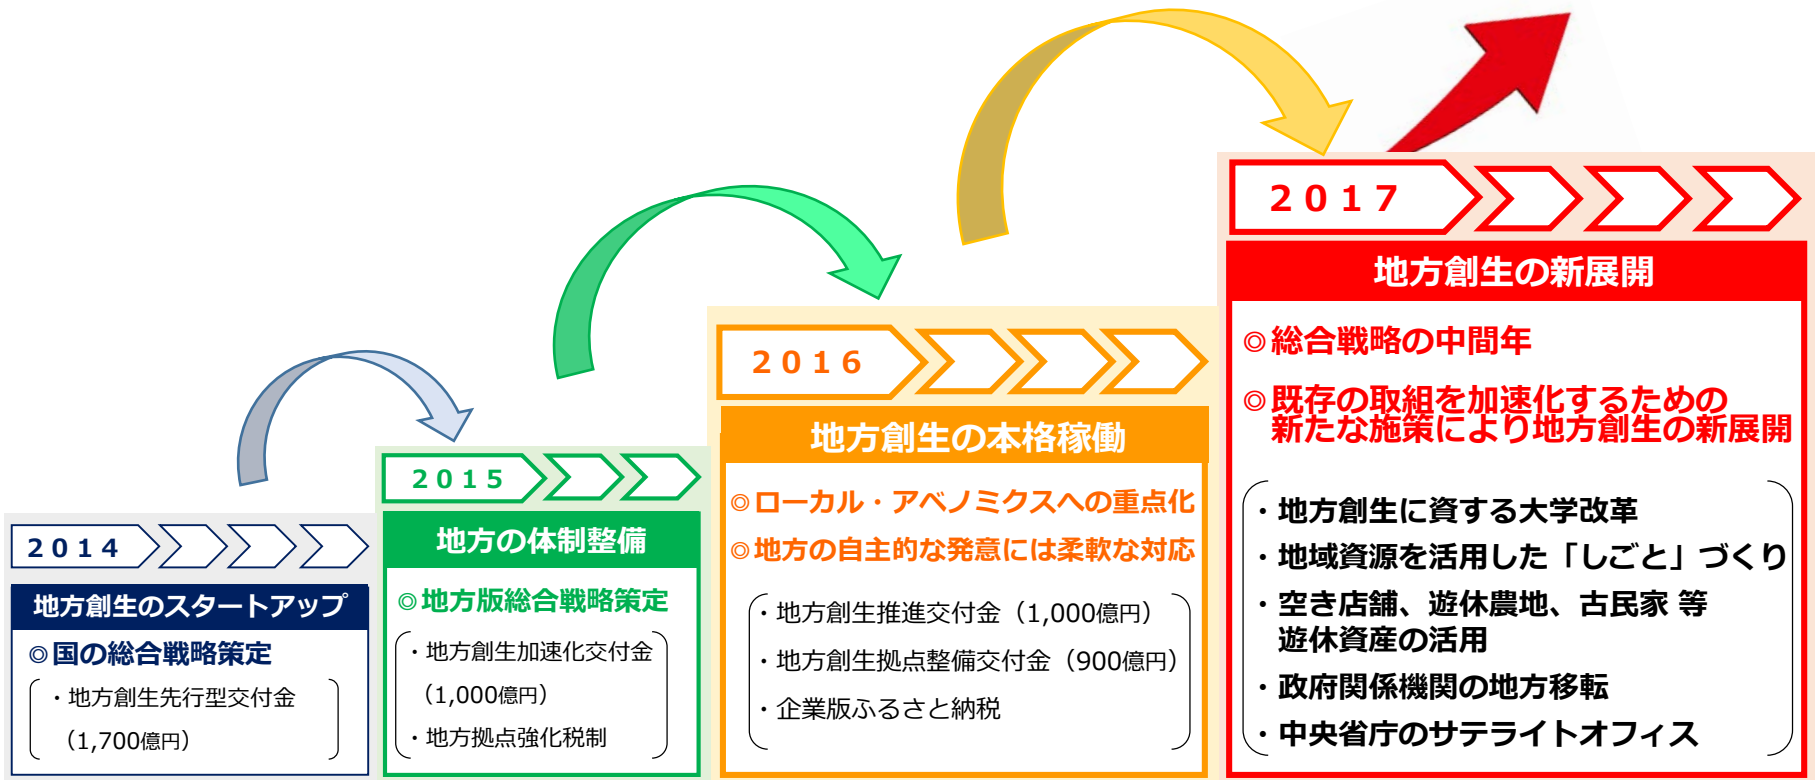 ２０１４
地方創生のスタートアップ
◎国の総合戦略策定
・地方創生先行型交付金
（1,700億円）
２０１５
地方の体制整備
◎地方版総合戦略策定
・地方創生加速化交付金
（1,000億円）
・地方拠点強化税制
２０１６
地方創生の本格稼働
◎ローカル・アベノミクスへの重点化
◎地方の自主的な発意には柔軟な対応
・地方創生推進交付金（1,000億円）
・地方創生拠点整備交付金（900億円）
・企業版ふるさと納税
２０１７
地方創生の新展開
◎総合戦略の中間年
◎既存の取組を加速化するための
新たな施策により地方創生の新展開
・地方創生に資する大学改革
・地域資源を活用した「しごと」づくり
・空き店舗、遊休農地、古民家 等
遊休資産の活用
・政府関係機関の地方移転
・中央省庁のサテライトオフィス